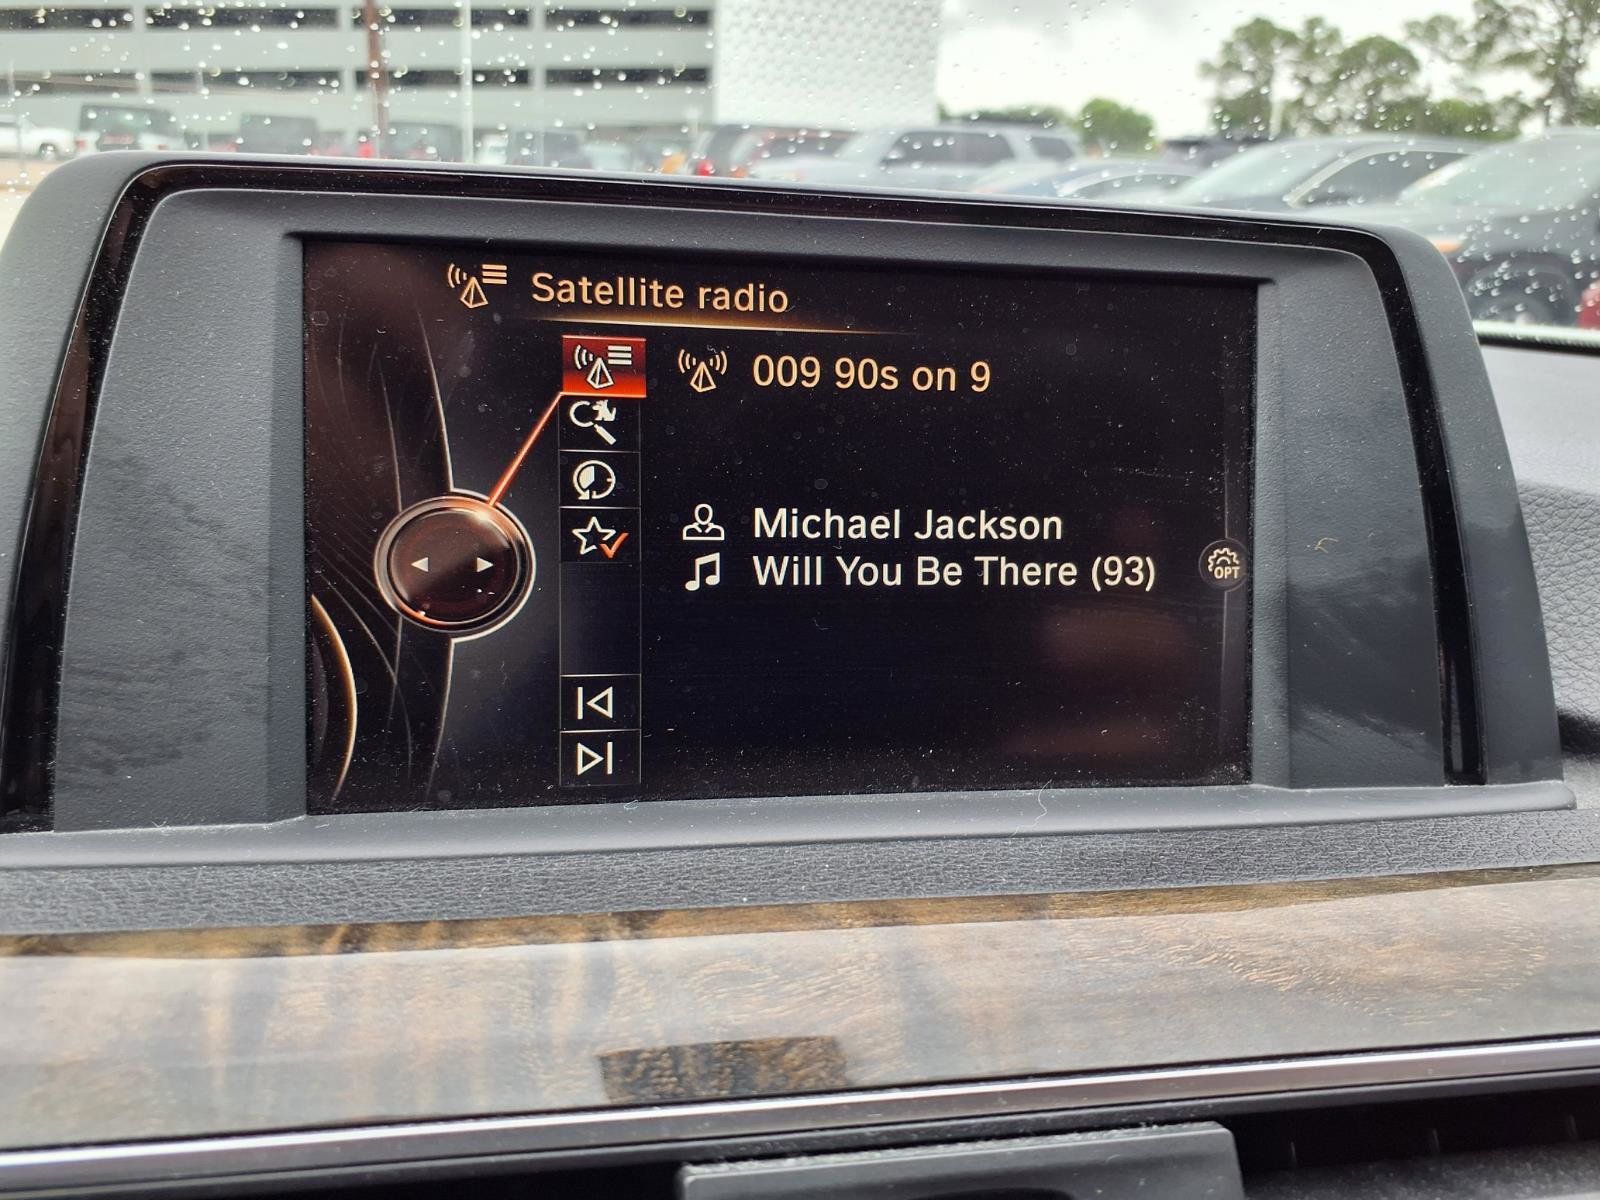 Satellite radio
009 90s on 9
Michael Jackson
Will You Be There (93)
OPT